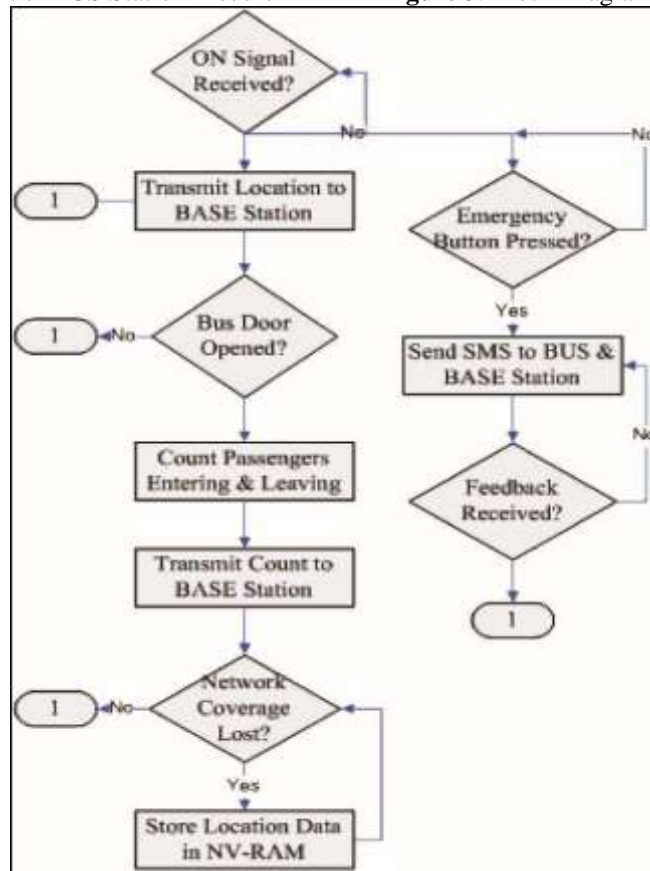 BUS Station
ON Signal
Received?
No
No
1
Transmit Location to
BASE Station
Emergency
Button Pressed?
1
No
Bus Door
Opened?
Yes
Send SMS to BUS &
BASE Station
Count Passengers
Entering & Leaving
No
Feedback
Received?
Transmit Count to
BASE Station
1
1
No
Network
Coverage
Lost?
Yes
Store Location Data
in NV-RAM